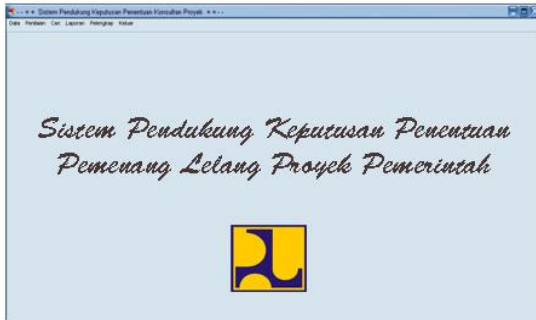 - - + + Sistem Pendukung Keputusan Penentuan Konsultan Proyek + + - -
Data Penilaian Cari Laporan Pelengkap Keluar
Sistem Pendukung Keputusan Penentuan
Pemenang Lelang Proyek Pemerintah